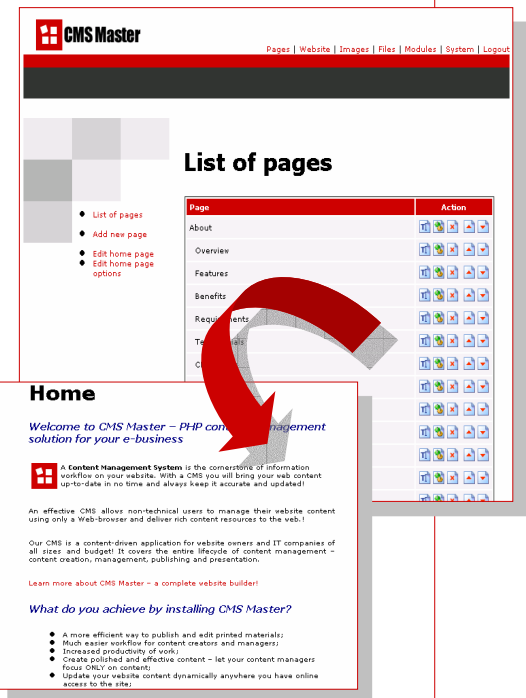 CMS Master
Pages | Website | Images | Files | Modules | System | Logout
List of pages
List of pages
Add new page
Edit home page
Edit home page
options
Page Action
About
Overview
Features
Benefits
Home
Welcome to CMS Master – PHP
solution for your e-business
A Content Management System is the cornerstone of information
workflow on your website. With a CMS you will bring your web content
up-to-date in no time and always keep it accurate and updated!
An effective CMS allows non-technical users to manage their website content
using only a Web-browser and deliver rich content resources to the web.!
Our CMS is a content-driven application for website owners and IT companies of
all sizes and budget! It covers the entire lifecycle of content management –
content creation, management, publishing and presentation.
Learn more about CMS Master – a complete website builder!
What do you achieve by installing CMS Master?
A more efficient way to publish and edit printed materials;
Much easier workflow for content creators and managers;
Increased productivity of work;
Create polished and effective content – let your content managers
focus ONLY on content;
Update your website content dynamically anywhere you have online
access to the site;